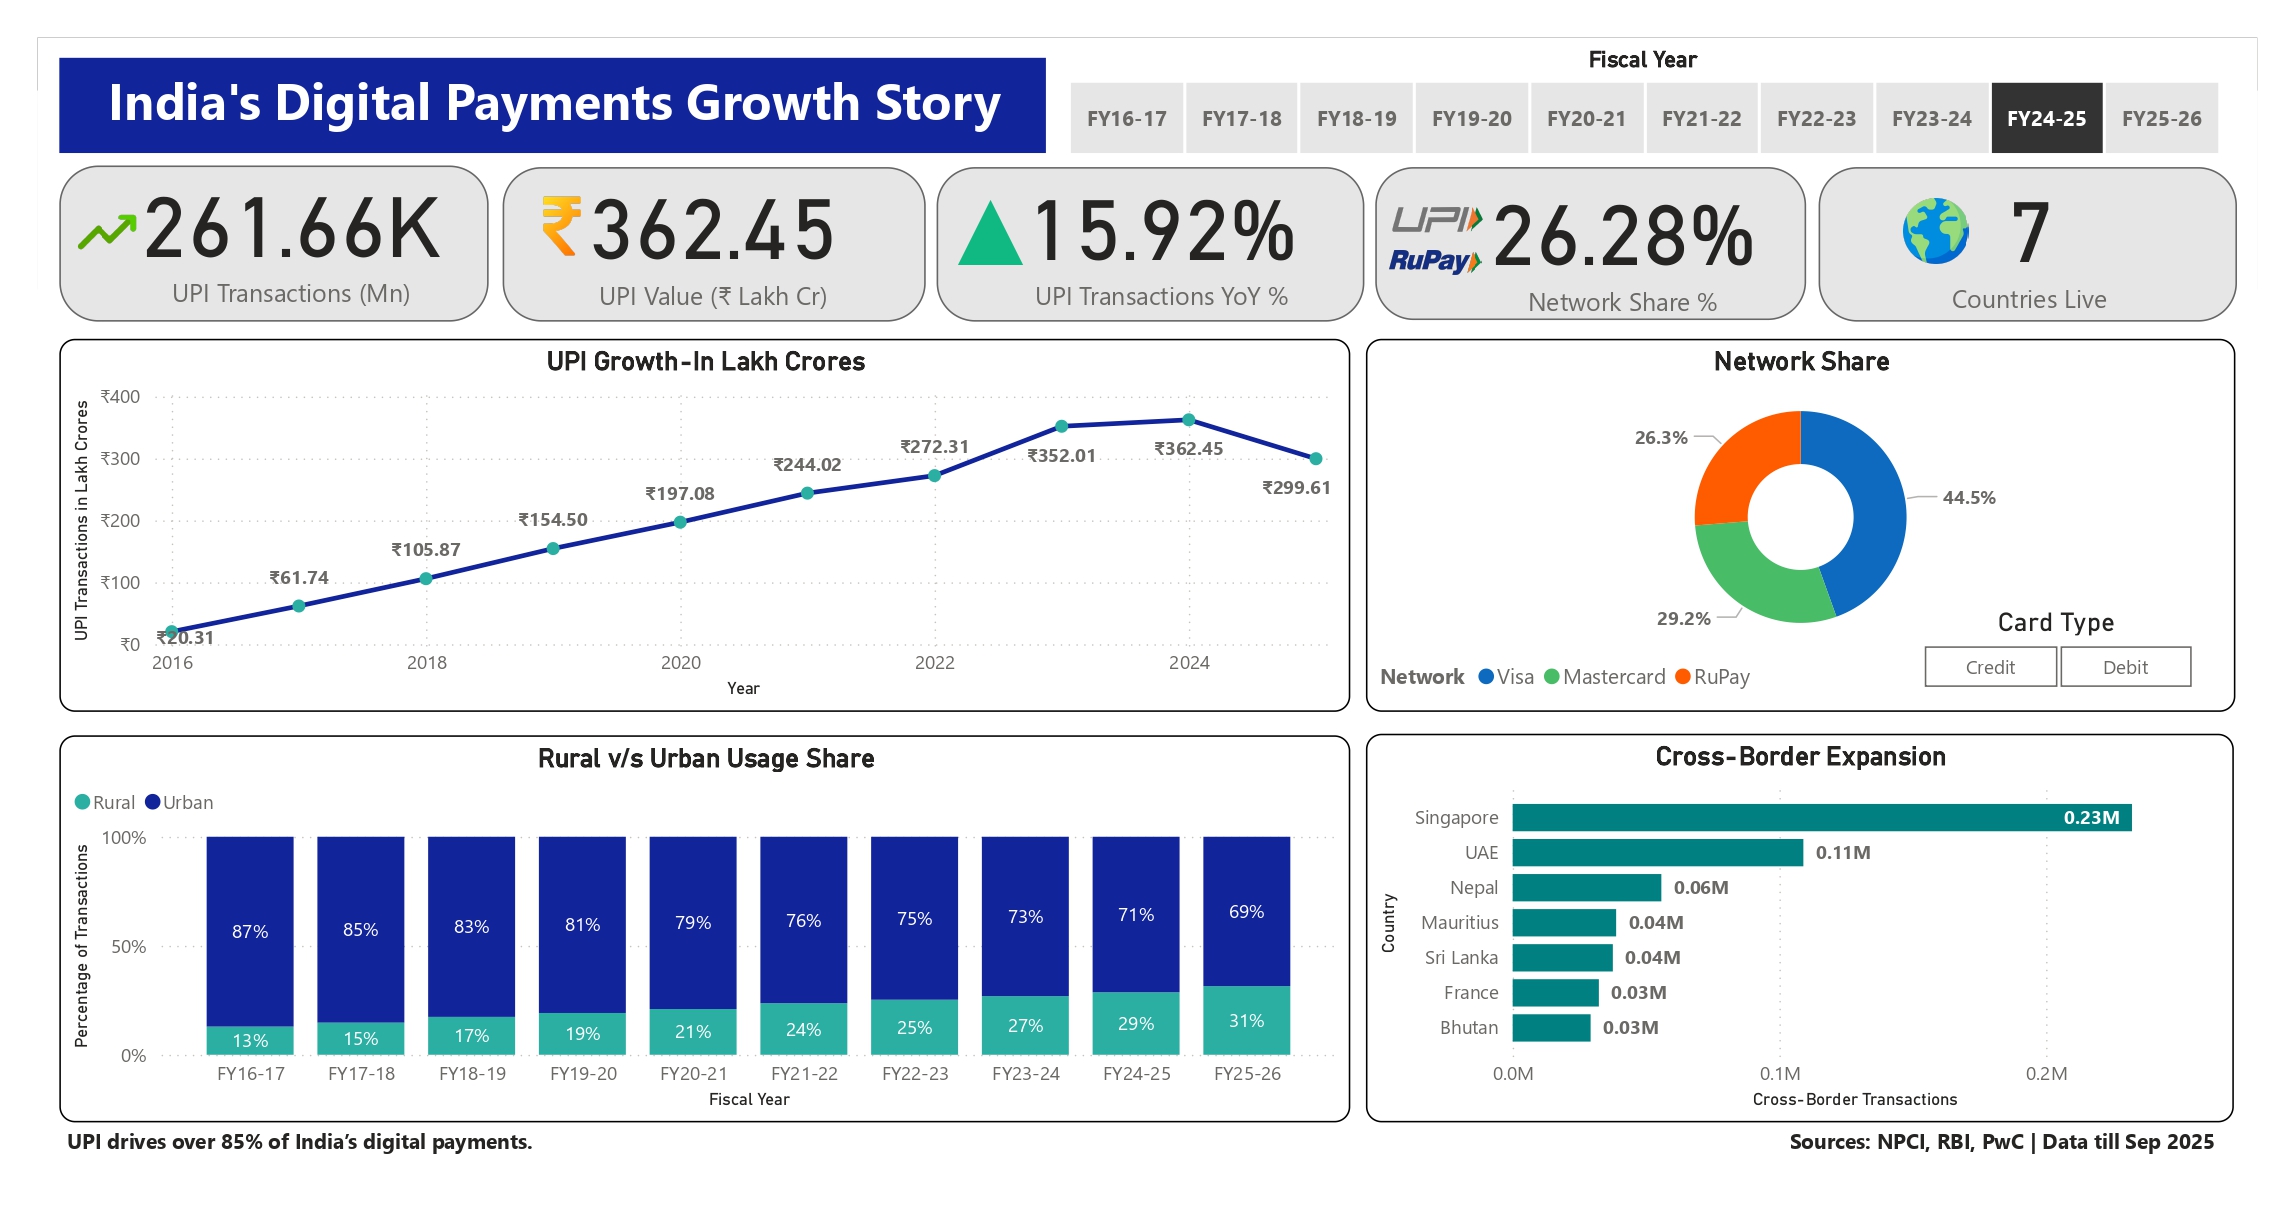 Fiscal Year
India's Digital Payments Growth Story
FY16-17 FY17-18 FY18-19 FY19-20 FY20-21 FY21-22 FY22-23 FY23-24 FY24-25 FY25-26
261.66K
UPI Transactions (Mn)
₹ 362.45
UPI Value (₹ Lakh Cr)
15.92%
UPI Transactions YoY %
UPI
RuPay
26.28%
Network Share %
7
Countries Live
UPI Growth-In Lakh Crores
UPI Transactions in Lakh Crores
₹400
₹300
₹200
₹100
₹0
₹20.31
₹61.74
₹105.87
₹154.50
₹197.08
₹244.02
₹272.31
₹352.01
₹362.45
₹299.61
2016 2018 2020 2022 2024
Year
Network Share
26.3%
44.5%
29.2%
Card Type
Credit Debit
Network Visa Mastercard RuPay
Rural v/s Urban Usage Share
Rural Urban
Percentage of Transactions
100%
50%
0%
87% 85% 83% 81% 79% 76% 75% 73% 71% 69%
13% 15% 17% 19% 21% 24% 25% 27% 29% 31%
FY16-17 FY17-18 FY18-19 FY19-20 FY20-21 FY21-22 FY22-23 FY23-24 FY24-25 FY25-26
Fiscal Year
Cross-Border Expansion
Country
Singapore 0.23M
UAE 0.11M
Nepal 0.06M
Mauritius 0.04M
Sri Lanka 0.04M
France 0.03M
Bhutan 0.03M
0.0M 0.1M 0.2M
Cross-Border Transactions
UPI drives over 85% of India’s digital payments.
Sources: NPCI, RBI, PwC | Data till Sep 2025